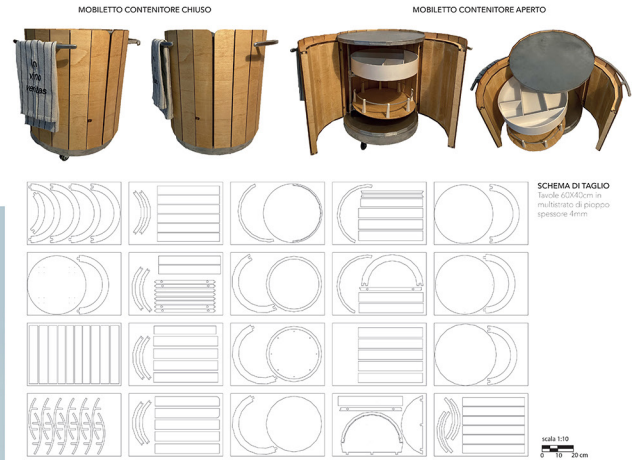 MOBILETTO CONTENITORE CHIUSO
MOBILETTO CONTENITORE APERTO
in
vino
veritas
SCHEMA DI TAGLIO
Tavole 60X40cm in
multistrato di pioppo
spessore 4mm
scala 1:10
0 10 20 cm